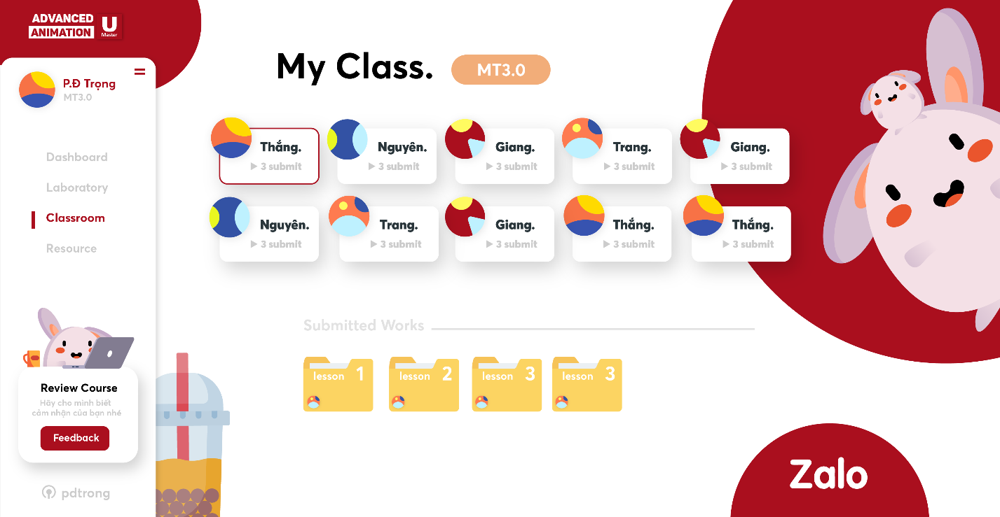 ADVANCED
ANIMATION
U
Master
P.Đ Trọng
MT3.0
Dashboard
Laboratory
Classroom
Resource
Review Course
Hãy cho mình biết
cảm nhận của bạn nhé
Feedback
pdtrong
My Class.
MT3.0
Thắng.
3 submit
Nguyên.
3 submit
Giang.
3 submit
Trang.
3 submit
Giang.
3 submit
Nguyên.
3 submit
Trang.
3 submit
Giang.
3 submit
Thắng.
3 submit
Thắng.
3 submit
Submitted Works
lesson 1
lesson 2
lesson 3
lesson 3
Zalo